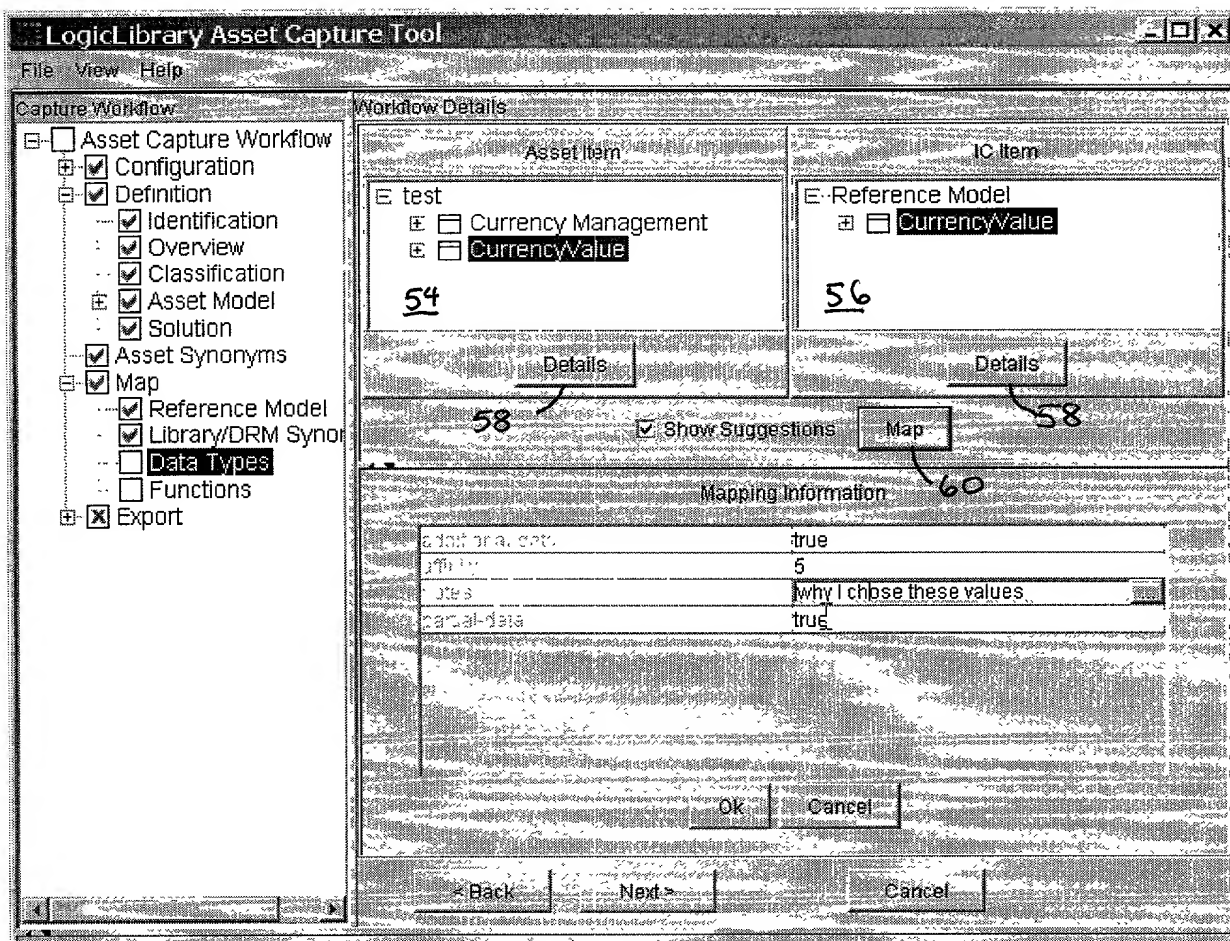 LogicLibrary Asset Capture Tool
File View Help
Capture Workflow
Asset Capture Workflow
Configuration
Definition
Identification
Overview
Classification
Asset Model
Solution
Asset Synonyms
Map
Reference Model
Library/DRM Synor
Data Types
Functions
Export
Workflow Details
Asset Item
test
Currency Management
CurrencyValue
54
Details
58
IC Item
Reference Model
CurrencyValue
56
Details
58
Show Suggestions
Map
60
Mapping Information
true
5
why I chose these values
partial-data true
Ok Cancel
< Back Next > Cancel